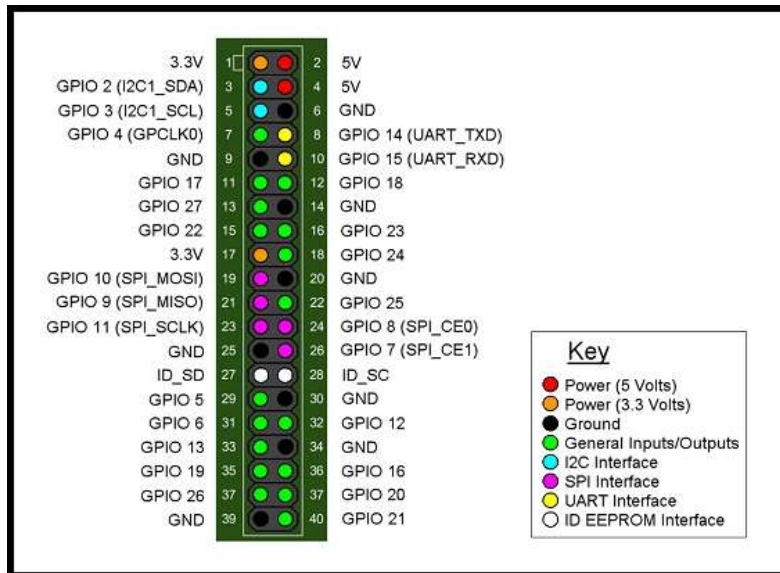 3.3V 1 2 5V
GPIO 2 (I2C1_SDA) 3 4 5V
GPIO 3 (I2C1_SCL) 5 6 GND
GPIO 4 (GPCLK0) 7 8 GPIO 14 (UART_TXD)
GND 9 10 GPIO 15 (UART_RXD)
GPIO 17 11 12 GPIO 18
GPIO 27 13 14 GND
GPIO 22 15 16 GPIO 23
3.3V 17 18 GPIO 24
GPIO 10 (SPI_MOSI) 19 20 GND
GPIO 9 (SPI_MISO) 21 22 GPIO 25
GPIO 11 (SPI_SCLK) 23 24 GPIO 8 (SPI_CE0)
GND 25 26 GPIO 7 (SPI_CE1)
ID_SD 27 28 ID_SC
GPIO 5 29 30 GND
GPIO 6 31 32 GPIO 12
GPIO 13 33 34 GND
GPIO 19 35 36 GPIO 16
GPIO 26 37 37 GPIO 20
GND 39 40 GPIO 21
Key
Power (5 Volts)
Power (3.3 Volts)
Ground
General Inputs/Outputs
I2C Interface
SPI Interface
UART Interface
ID EEPROM Interface